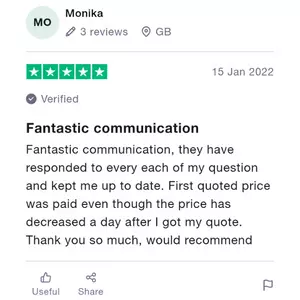 MO
Monika
3 reviews GB
15 Jan 2022
Verified
Fantastic communication
Fantastic communication, they have
responded to every each of my question
and kept me up to date. First quoted price
was paid even though the price has
decreased a day after I got my quote.
Thank you so much, would recommend
Useful Share